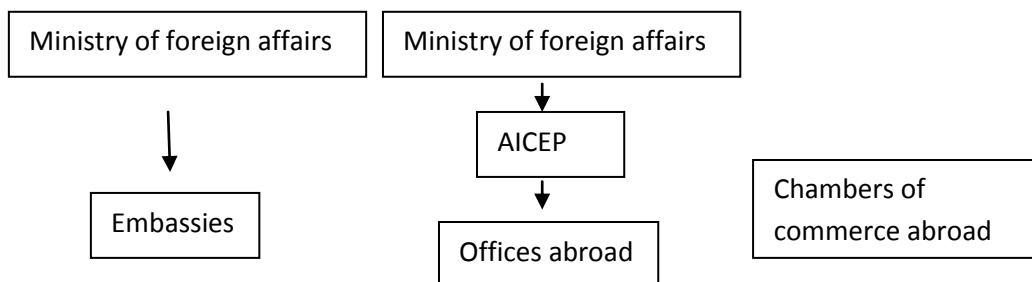 Ministry of foreign affairs
Ministry of foreign affairs
AICEP
Embassies
Offices abroad
Chambers of
commerce abroad